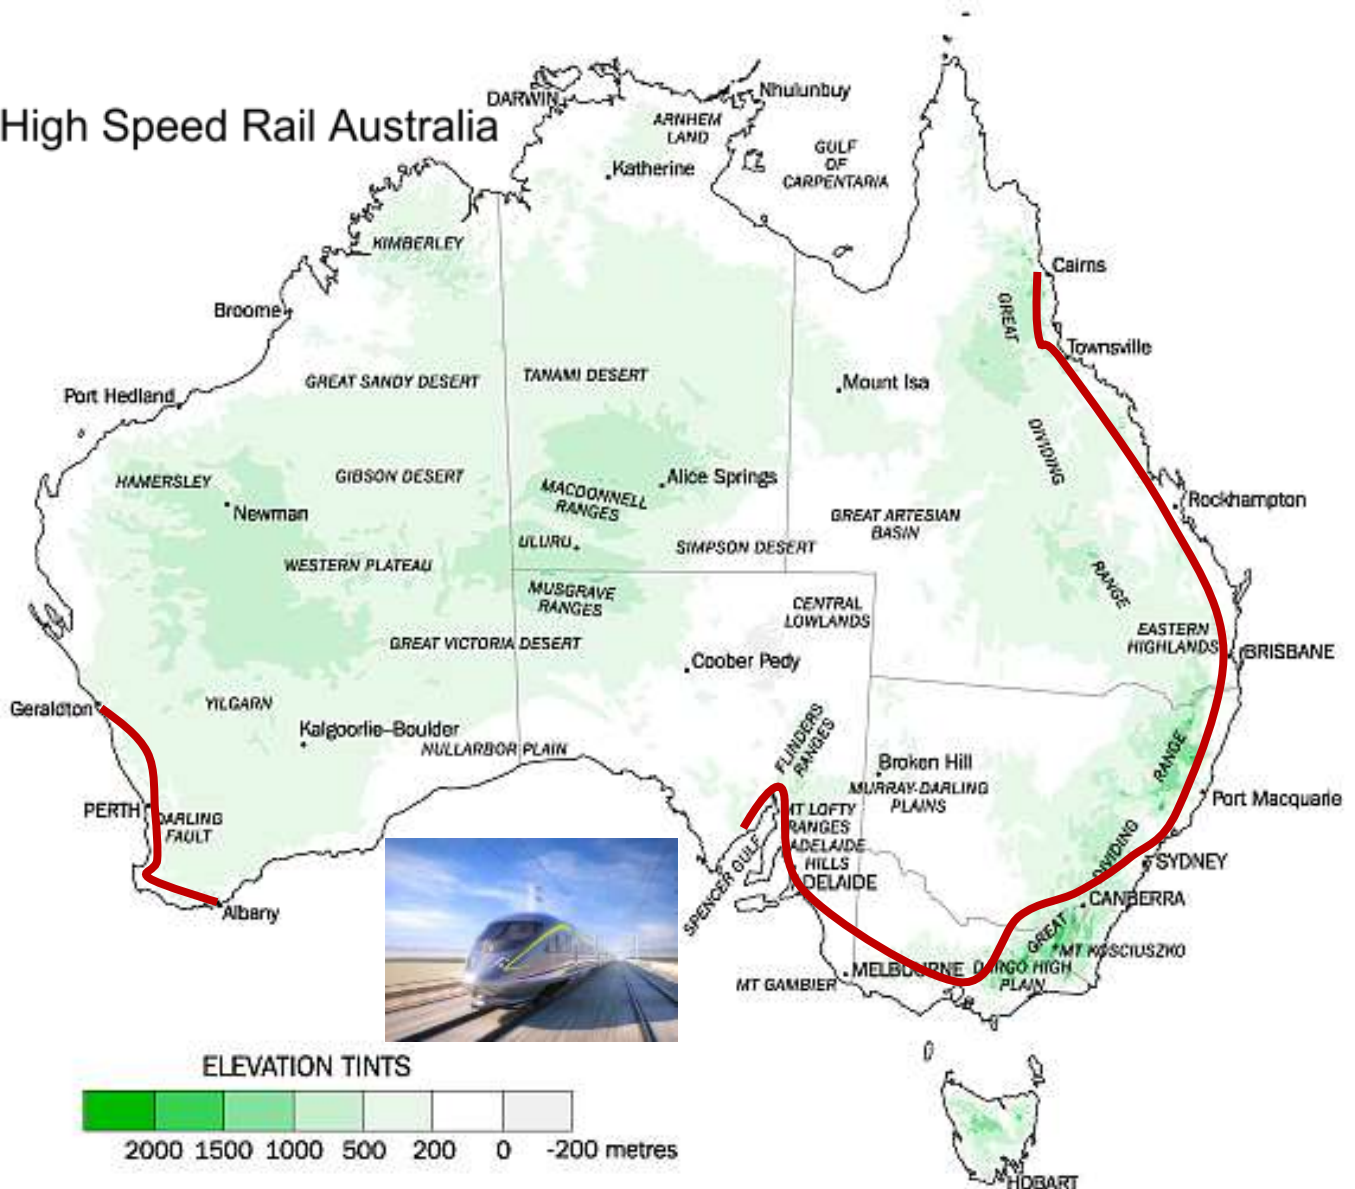 High Speed Rail Australia
DARWIN
Nhulunbuy
ARNHEM
LAND
GULF
OF
CARPENTARIA
Katherine
KIMBERLEY
Cairns
Broome
GREAT
Townsville
GREAT SANDY DESERT
TANAMI DESERT
Mount Isa
Port Hedland
DIVIDING
HAMERSLEY
GIBSON DESERT
Alice Springs
MACDONNELL
RANGES
Newman
Rockhampton
GREAT ARTESIAN
BASIN
ULURU
SIMPSON DESERT
WESTERN PLATEAU
RANGE
MUSGRAVE
RANGES
CENTRAL
LOWLANDS
GREAT VICTORIA DESERT
EASTERN
HIGHLANDS
BRISBANE
Coober Pedy
Geraldton
YILGARN
Kalgoorlie-Boulder
NULLARBOR PLAIN
FLINDERS
RANGES
RANGE
Broken Hill
MURRAY-DARLING
PLAINS
Port Macquarie
PERTH
DARLING
FAULT
MT LOFTY
RANGES
ADELAIDE
HILLS
DIVIDING
SYDNEY
SPENCER GULF
ADELAIDE
CANBERRA
Albany
GREAT
MT KOSCIUSZKO
MELBOURNE
DARGO HIGH
PLAIN
MT GAMBIER
ELEVATION TINTS
2000 1500 1000 500 200 0 -200 metres
HOBART